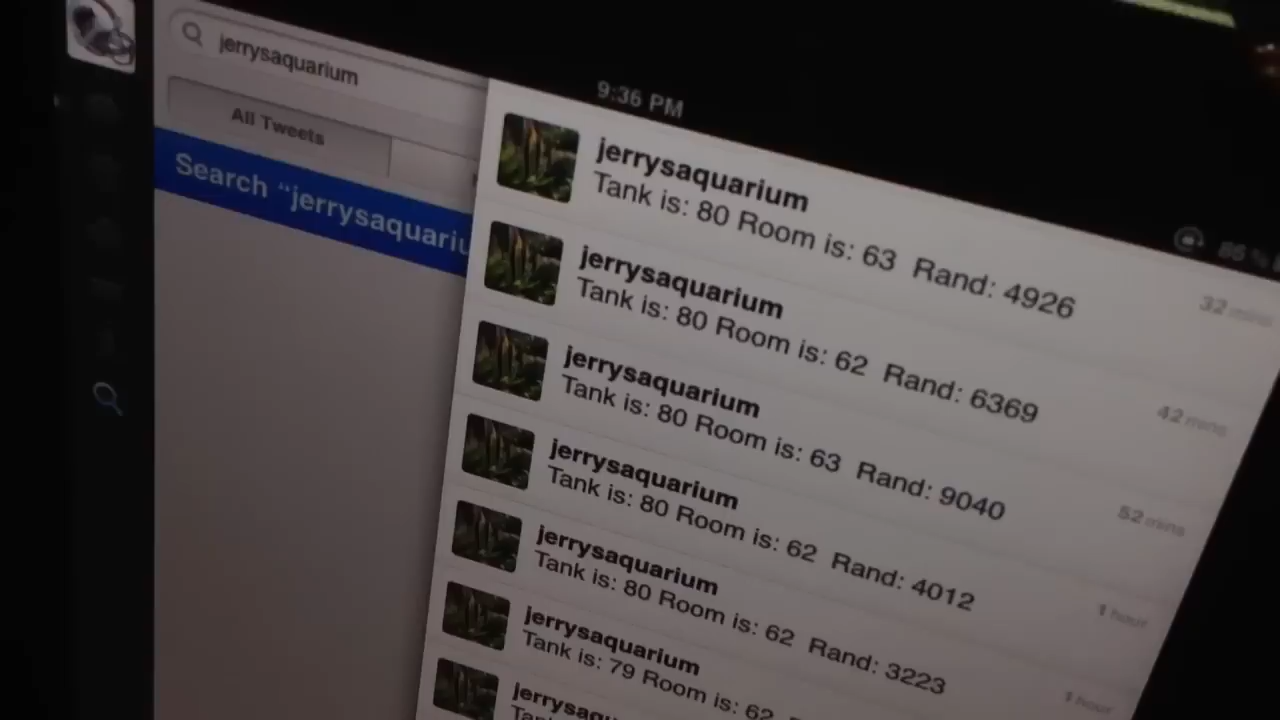 jerrysaquarium
All Tweets
Search “jerrysaquariu
9:36 PM
jerrysaquarium
Tank is: 80 Room is: 63 Rand: 4926
32 mins
jerrysaquarium
Tank is: 80 Room is: 62 Rand: 6369
42 mins
jerrysaquarium
Tank is: 80 Room is: 63 Rand: 9040
52 mins
jerrysaquarium
Tank is: 80 Room is: 62 Rand: 4012
1 hour
jerrysaquarium
Tank is: 80 Room is: 62 Rand: 3223
1 hour
jerrysaquarium
Tank is: 79 Room is: 62
jerrysaqu